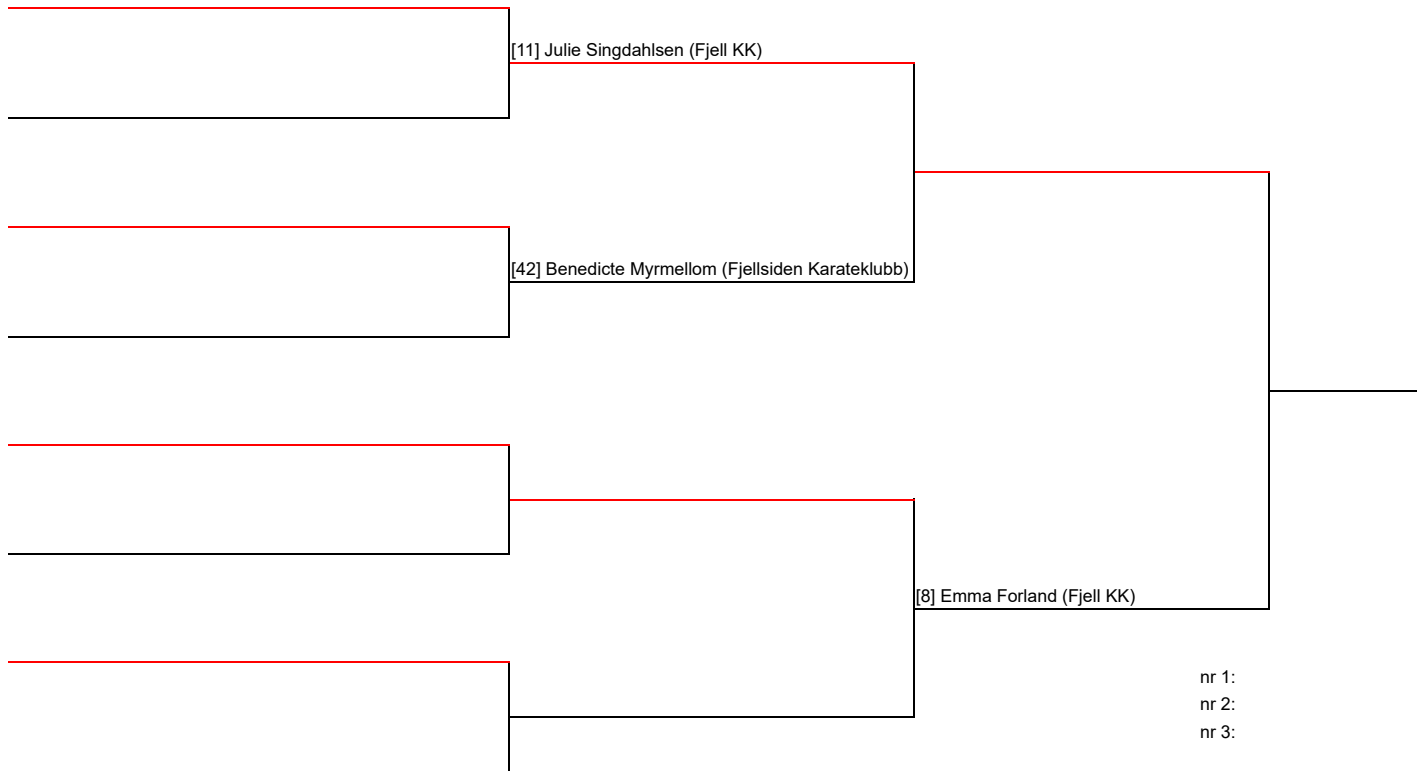 [11] Julie Singdahlsen (Fjell KK)
[42] Benedicte Myrmellom (Fjellsiden Karateklubb)
[8] Emma Forland (Fjell KK)
nr 1:
nr 2:
nr 3: